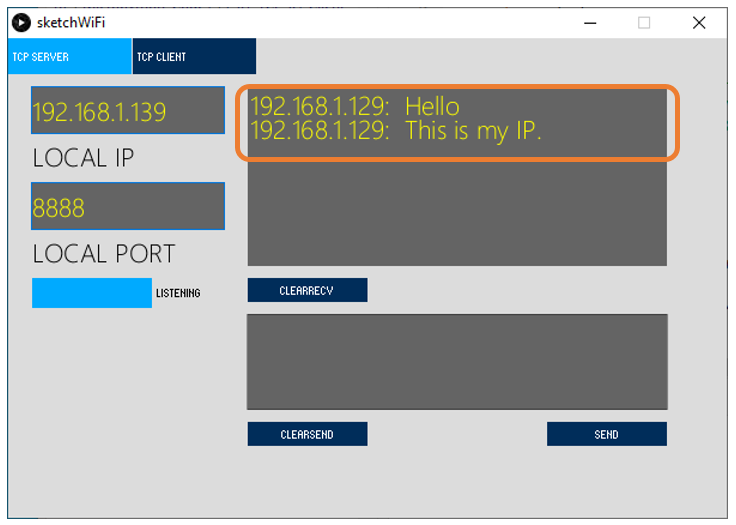 sketchWiFi
TCP SERVER
TCP CLIENT
192.168.1.139
LOCAL IP
8888
LOCAL PORT
LISTENING
192.168.1.129: Hello
192.168.1.129: This is my IP.
CLEARRECV
CLEARSEND
SEND